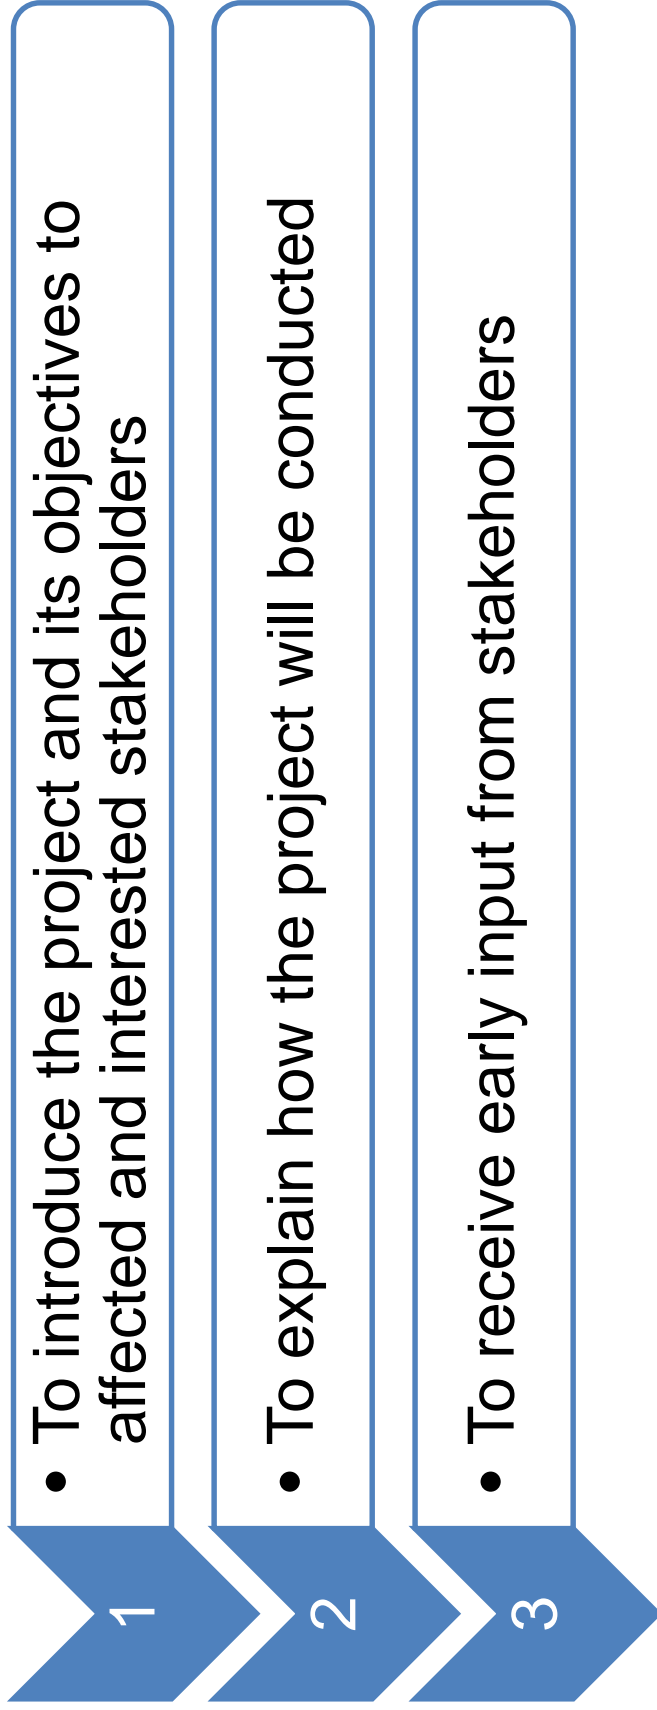 1
• To introduce the project and its objectives to
affected and interested stakeholders
2
• To explain how the project will be conducted
3
• To receive early input from stakeholders